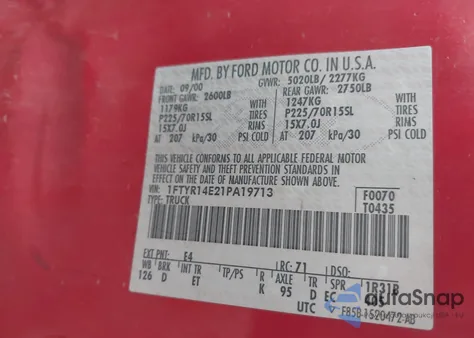 MFD. BY FORD MOTOR CO. IN U.S.A.
DATE: 09/00 GVWR: 5020LB/ 2277KG
FRONT GAWR: 2600LB REAR GAWR: 2750LB
1179KG WITH 1247KG WITH
P225/70R15SL TIRES P225/70R15SL TIRES
15X7.0J RIMS 15X7.0J RIMS
AT 207 kPa/30 PSI COLD AT 207 kPa/30 PSI COLD
THIS VEHICLE CONFORMS TO ALL APPLICABLE FEDERAL MOTOR
VEHICLE SAFETY AND THEFT PREVENTION STANDARDS IN
EFFECT ON THE DATE OF MANUFACTURE SHOWN ABOVE.
VIN: 1FTYR14E21PA19713 F0070
TYPE: TRUCK T0435
EXT PNT: E4 RC: 71 DSO:
WB BRK INT TR TP/PS R AXLE TR SPR 1R31B
126 D ET K 95 D EC
UTC
F85B 1520472 AB
autoSnap